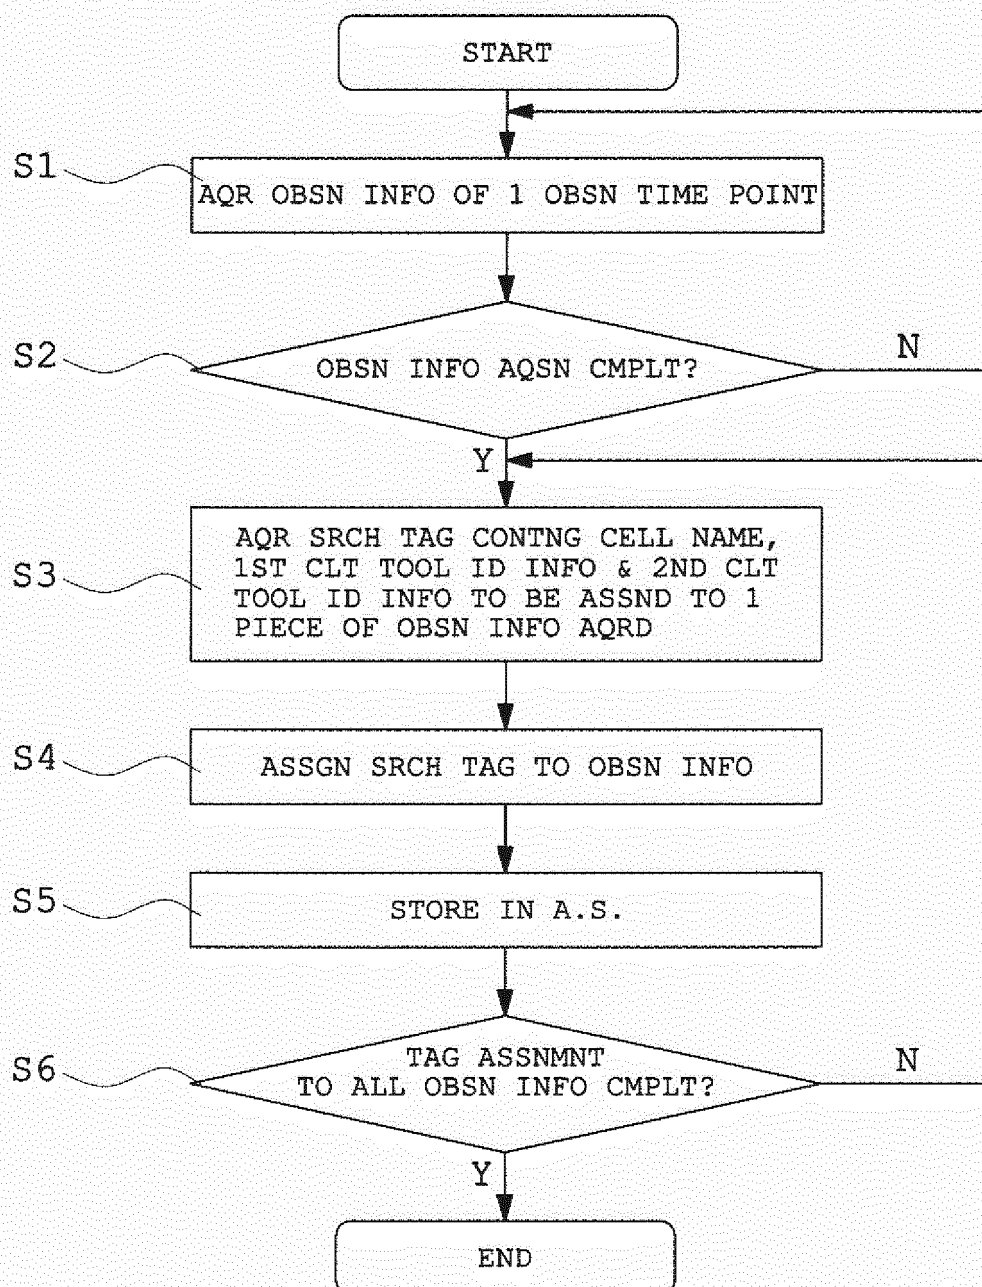 START
S1
AQR OBSN INFO OF 1 OBSN TIME POINT
S2
OBSN INFO AQSN CMPLT?
N
Y
S3
AQR SRCH TAG CONTNG CELL NAME,
1ST CLT TOOL ID INFO & 2ND CLT
TOOL ID INFO TO BE ASSND TO 1
PIECE OF OBSN INFO AQRD
S4
ASSGN SRCH TAG TO OBSN INFO
S5
STORE IN A.S.
S6
TAG ASSNMNT
TO ALL OBSN INFO CMPLT?
N
Y
END